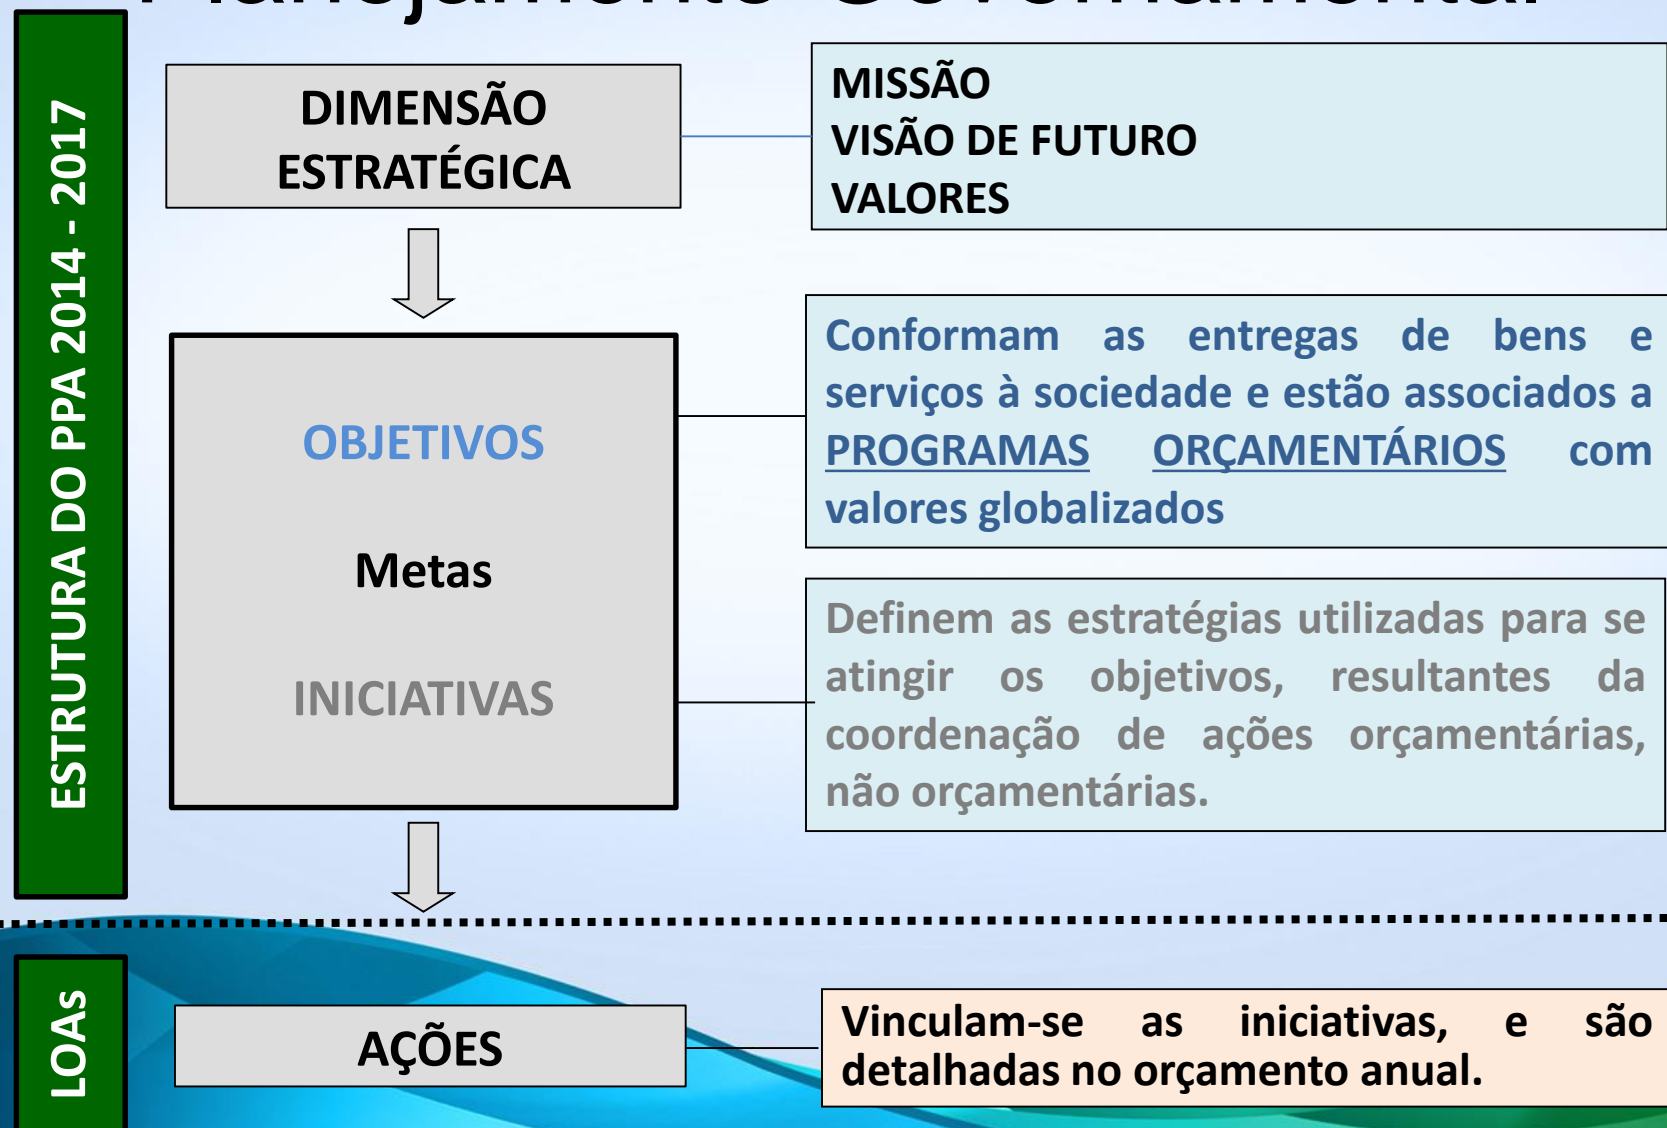 Planejamento Governamental
ESTRUTURA DO PPA 2014 - 2017
DIMENSÃO
ESTRATÉGICA
MISSÃO
VISÃO DE FUTURO
VALORES
OBJETIVOS
Metas
INICIATIVAS
Conformam as entregas de bens e
serviços à sociedade e estão associados a
PROGRAMAS ORÇAMENTÁRIOS com
valores globalizados
Definem as estratégias utilizadas para se
atingir os objetivos, resultantes da
coordenação de ações orçamentárias,
não orçamentárias.
LOAs
AÇÕES
Vinculam-se as iniciativas, e são
detalhadas no orçamento anual.